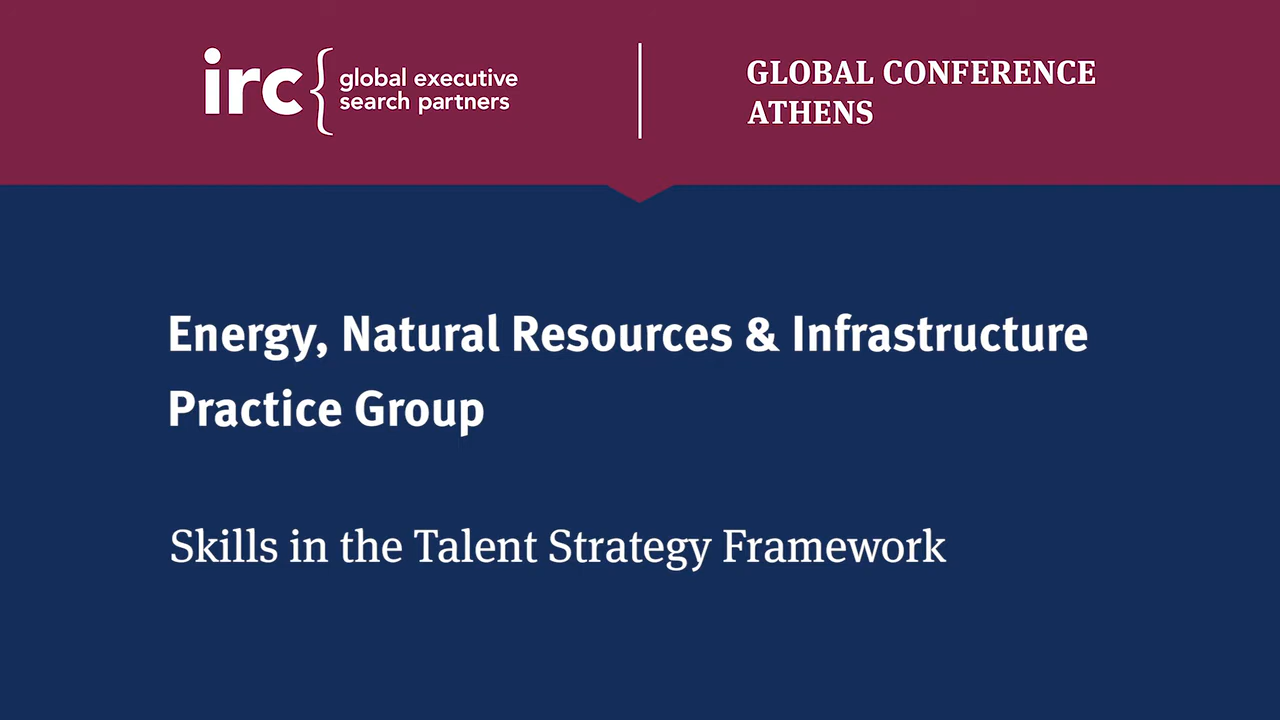 irc{ global executive
search partners
GLOBAL CONFERENCE
ATHENS
Energy, Natural Resources & Infrastructure
Practice Group
Skills in the Talent Strategy Framework